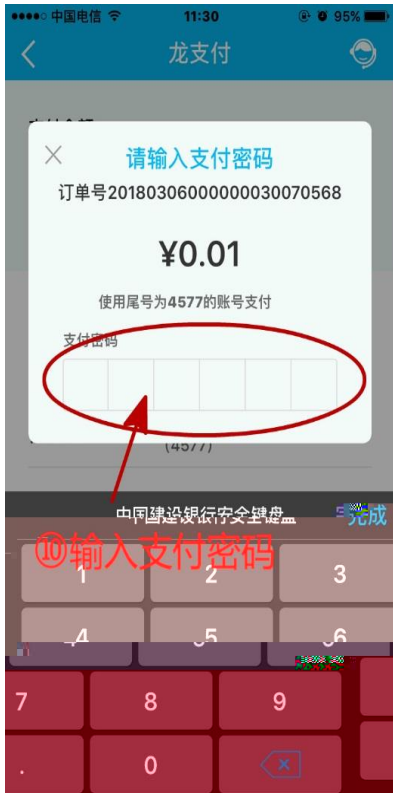 中国电信 11:30 95%
龙支付
请输入支付密码
订单号20180306000000030070568
¥0.01
使用尾号为4577的账号支付
支付密码
(4577)
中国建设银行安全键盘 完成
⑩输入支付密码
1 2 3
4 5 6
7 8 9
. 0